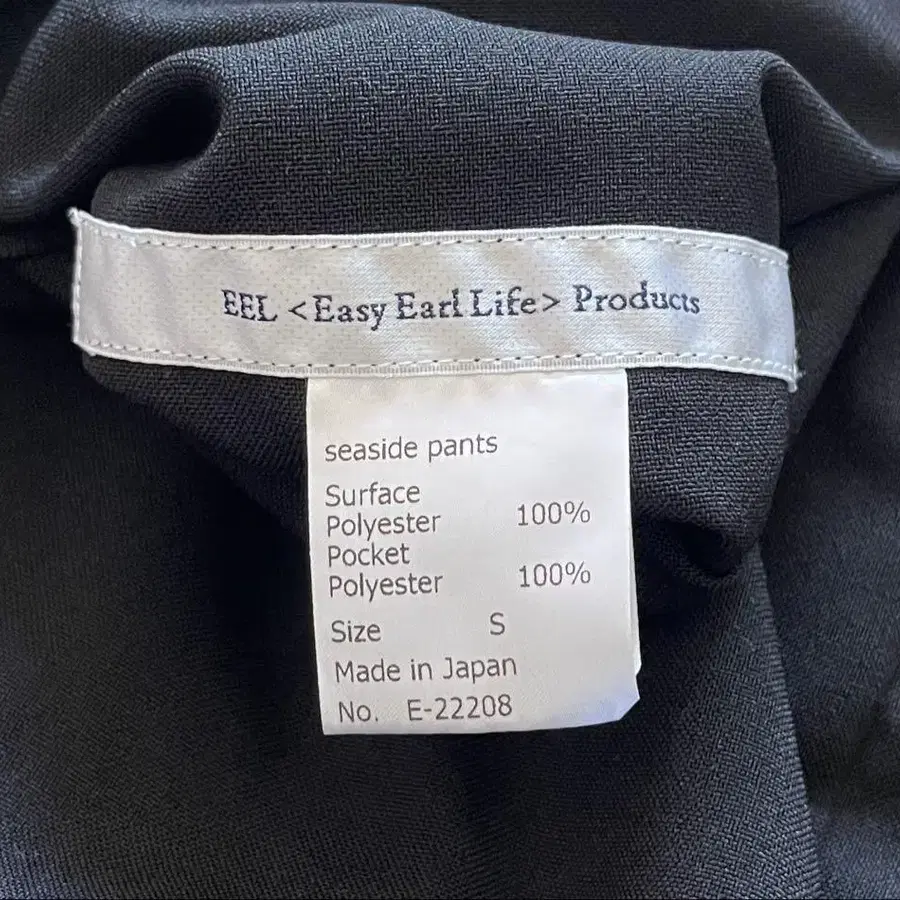 EEL <Easy Earl Life> Products
seaside pants
Surface
Polyester 100%
Pocket
Polyester 100%
Size S
Made in Japan
No. E-22208